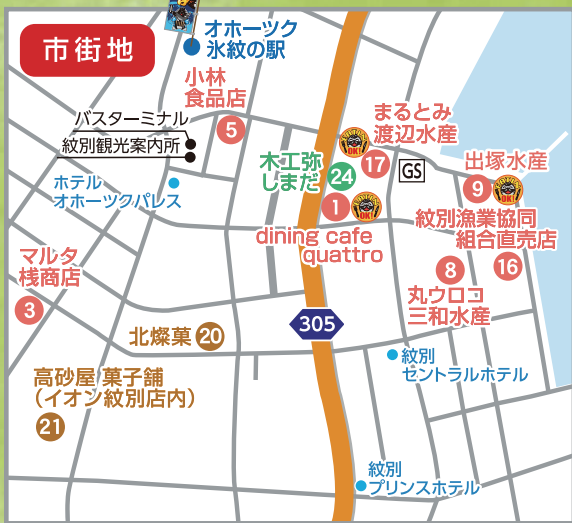 市街地
オホーツク
氷紋の駅
小林
食品店
5
バスターミナル
紋別観光案内所
ホテル
オホーツクパレス
マルタ
桟商店
3
北燦菓 20
高砂屋 菓子舗
(イオン紋別店内)
21
木工弥
しまだ
24
1
dining cafe
quattro
まるとみ
渡辺水産
17
OK!
OK!
GS
出塚水産
9
OK!
紋別漁業協同
組合直売店
16
8
丸ウロコ
三和水産
305
紋別
セントラルホテル
紋別
プリンスホテル